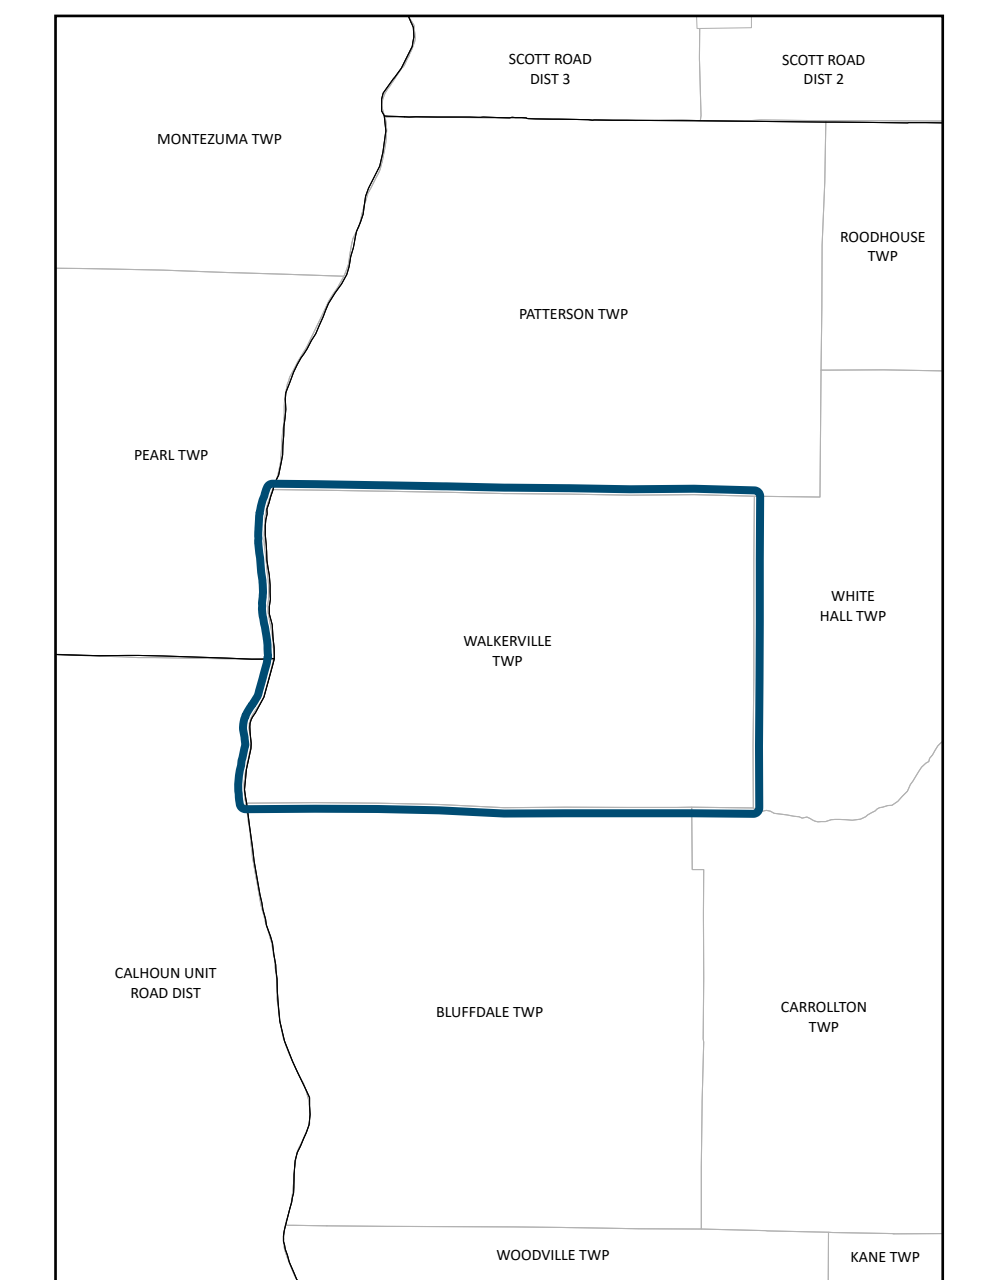 SCOTT ROAD
DIST 3
SCOTT ROAD
DIST 2
MONTEZUMA TWP
ROODHOUSE
TWP
PATTERSON TWP
PEARL TWP
WHITE
HALL TWP
WALKERVILLE
TWP
CALHOUN UNIT
ROAD DIST
BLUFFDALE TWP
CARROLLTON
TWP
WOODVILLE TWP
KANE TWP